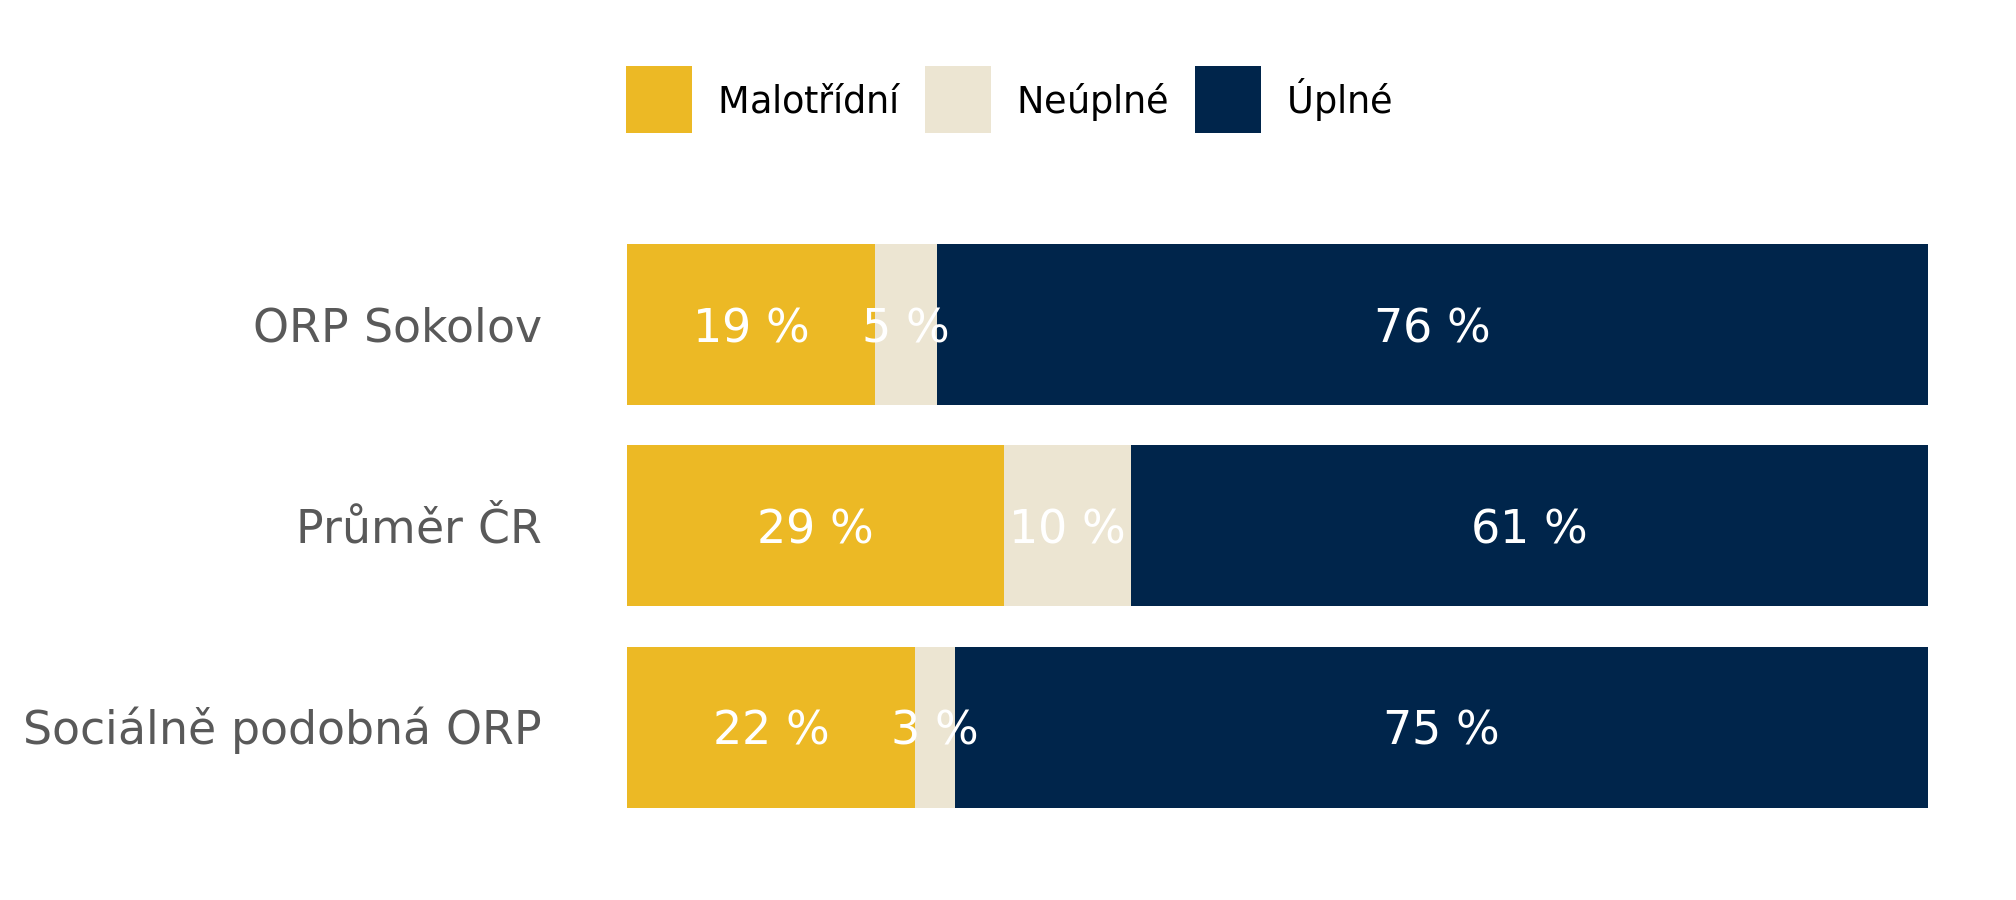 Malotřídní Neúplné Úplné
ORP Sokolov 19 % 5 % 76 %
Průměr ČR 29 % 10 % 61 %
Sociálně podobná ORP 22 % 3 % 75 %